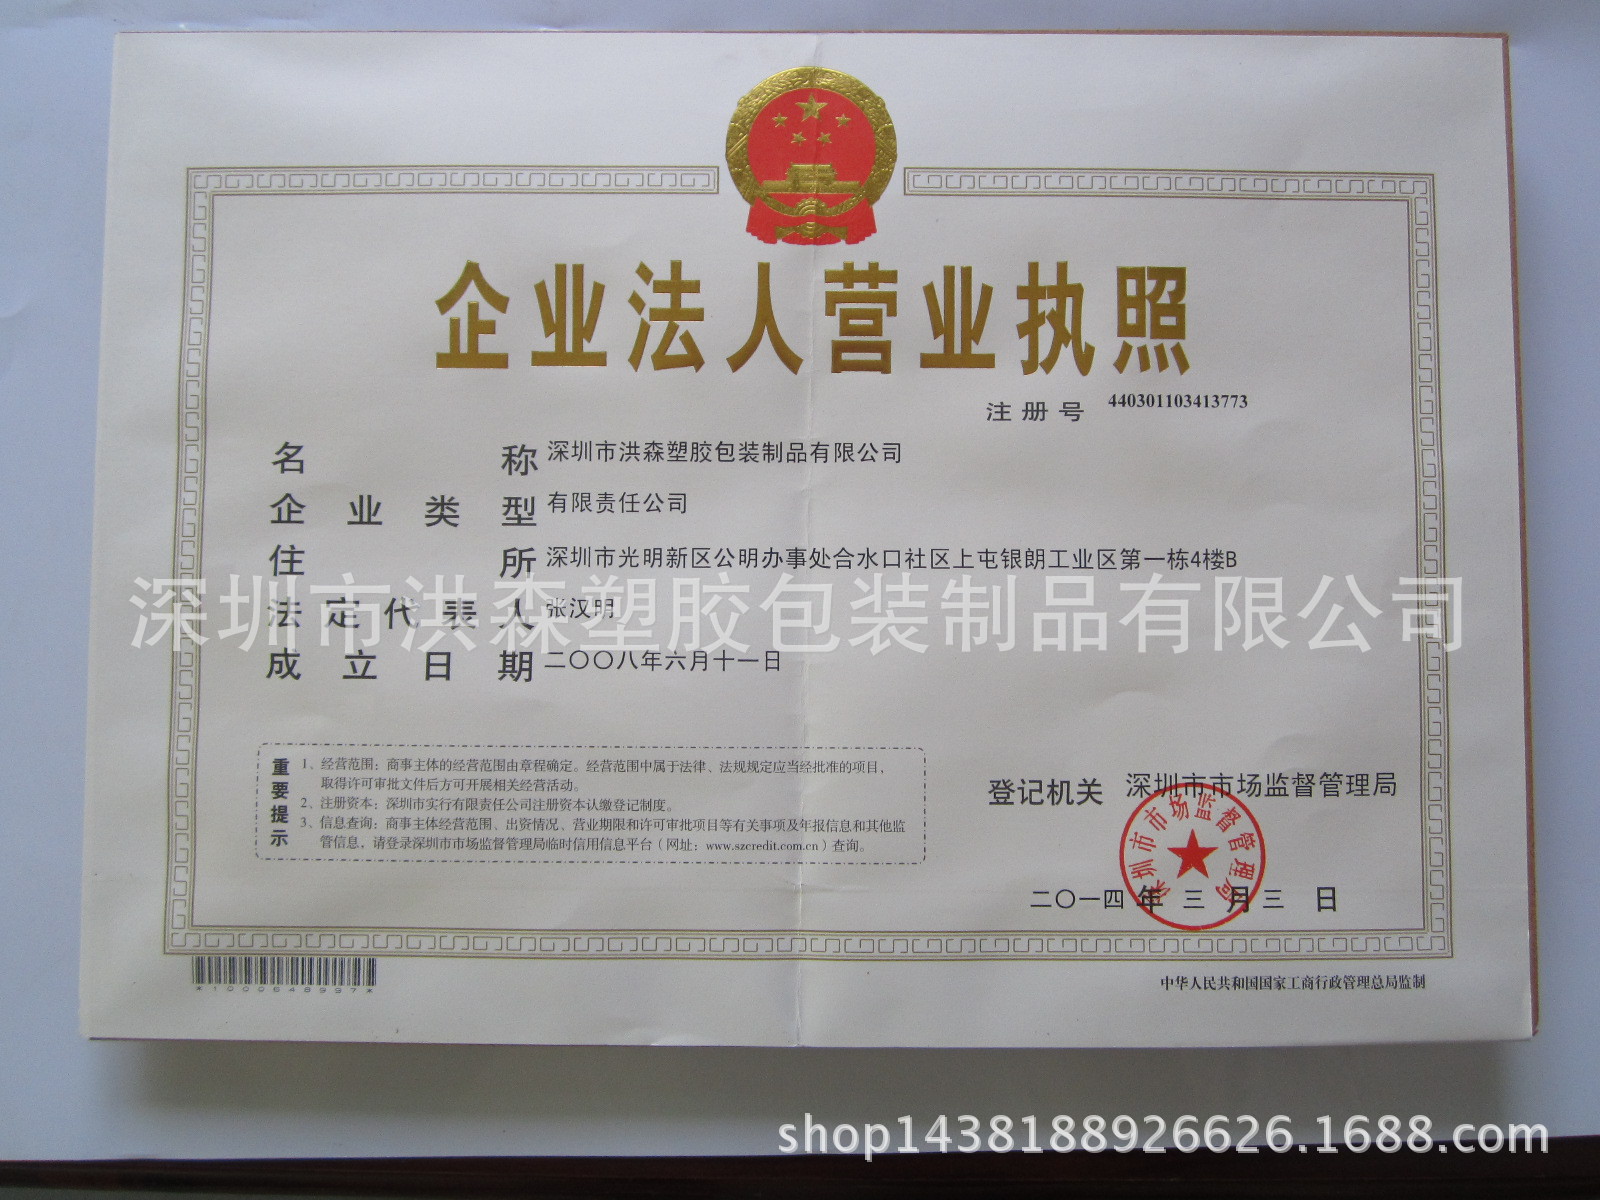 企业法人营业执照
注册号 440301103413773
名称 深圳市洪森塑胶包装制品有限公司
企业类型 有限责任公司
住所 深圳市光明新区公明办事处合水口社区上屯银朗工业区第一栋4楼B
深圳市洪森塑胶包装制品有限公司
法定代表人 张汉明
成立日期 二〇〇八年六月十一日
重要提示
1、经营范围：商事主体的经营范围由章程确定。经营范围中属于法律、法规规定应当经批准的项目，
取得许可审批文件后方可开展相关经营活动。
2、注册资本：深圳市实行有限责任公司注册资本认缴登记制度。
3、信息查询：商事主体经营范围、出资情况、营业期限和许可审批项目等有关事项及年报信息和其他监
管信息，请登录深圳市市场监督管理局临时信用信息平台（网址：www.szcredit.com.cn）查询。
登记机关 深圳市市场监督管理局
深圳市市场监督管理局
二〇一四年三月三日
*1000648997*
中华人民共和国国家工商行政管理总局监制
shop1438188926626.1688.com